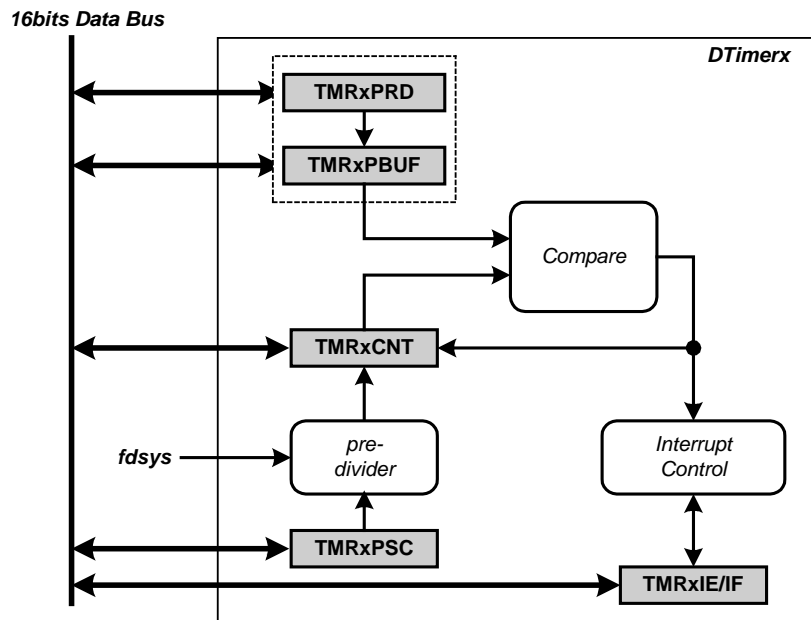 16bits Data Bus
DTimerx
TMRxPRD
TMRxPBUF
Compare
TMRxCNT
fdsys
pre-
divider
Interrupt
Control
TMRxPSC
TMRxIE/IF